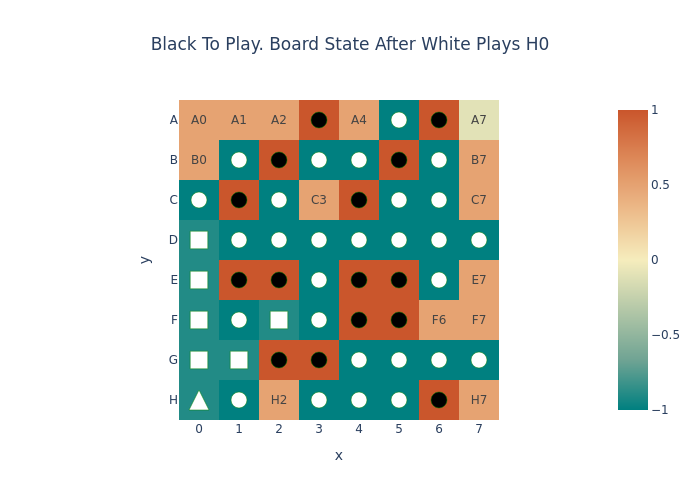 Black To Play. Board State After White Plays H0
A A0 A1 A2 A4 A7
B B0 B7
C C3 C7
D
E E7
F F6 F7
G
H H2 H7
0 1 2 3 4 5 6 7
x
y
1
0.5
0
−0.5
−1